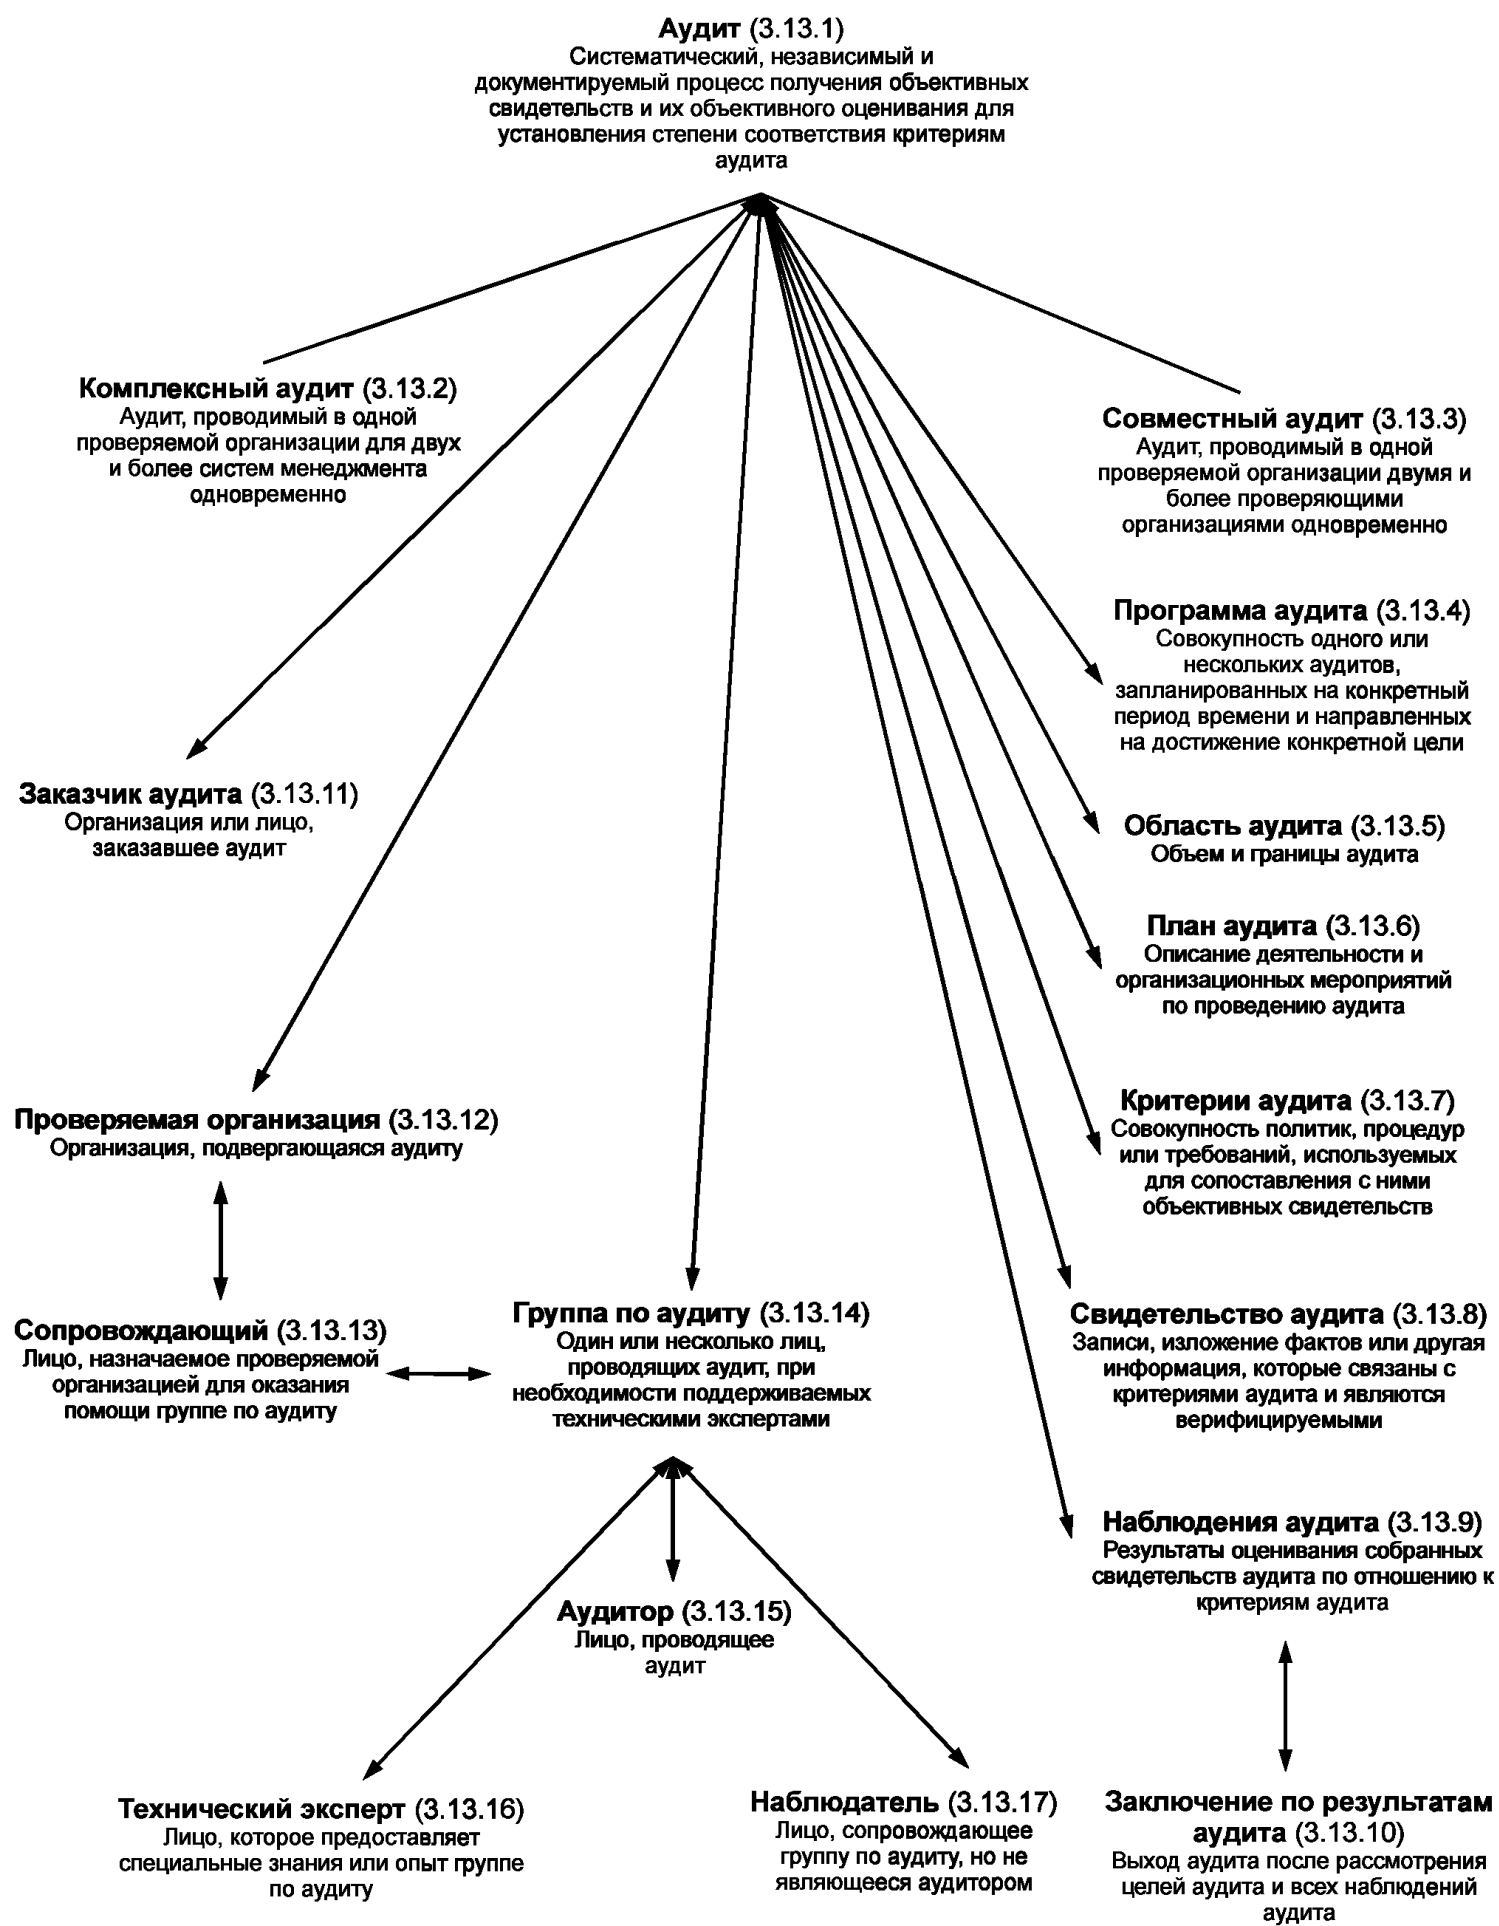 Аудит (3.13.1)
Систематический, независимый и
документируемый процесс получения объективных
свидетельств и их объективного оценивания для
установления степени соответствия критериям
аудита
Комплексный аудит (3.13.2)
Аудит, проводимый в одной
проверяемой организации для двух
и более систем менеджмента
одновременно
Совместный аудит (3.13.3)
Аудит, проводимый в одной
проверяемой организации двумя и
более проверяющими
организациями одновременно
Программа аудита (3.13.4)
Совокупность одного или
нескольких аудитов,
запланированных на конкретный
период времени и направленных
на достижение конкретной цели
Заказчик аудита (3.13.11)
Организация или лицо,
заказавшее аудит
Область аудита (3.13.5)
Объем и границы аудита
План аудита (3.13.6)
Описание деятельности и
организационных мероприятий
по проведению аудита
Проверяемая организация (3.13.12)
Организация, подвергающаяся аудиту
Критерии аудита (3.13.7)
Совокупность политик, процедур
или требований, используемых
для сопоставления с ними
объективных свидетельств
Сопровождающий (3.13.13)
Лицо, назначаемое проверяемой
организацией для оказания
помощи группе по аудиту
Группа по аудиту (3.13.14)
Один или несколько лиц,
проводящих аудит, при
необходимости поддерживаемых
техническими экспертами
Свидетельство аудита (3.13.8)
Записи, изложение фактов или другая
информация, которые связаны с
критериями аудита и являются
верифицируемыми
Наблюдения аудита (3.13.9)
Результаты оценивания собранных
свидетельств аудита по отношению к
критериям аудита
Аудитор (3.13.15)
Лицо, проводящее
аудит
Технический эксперт (3.13.16)
Лицо, которое предоставляет
специальные знания или опыт группе
по аудиту
Наблюдатель (3.13.17)
Лицо, сопровождающее
группу по аудиту, но не
являющееся аудитором
Заключение по результатам
аудита (3.13.10)
Выход аудита после рассмотрения
целей аудита и всех наблюдений
аудита